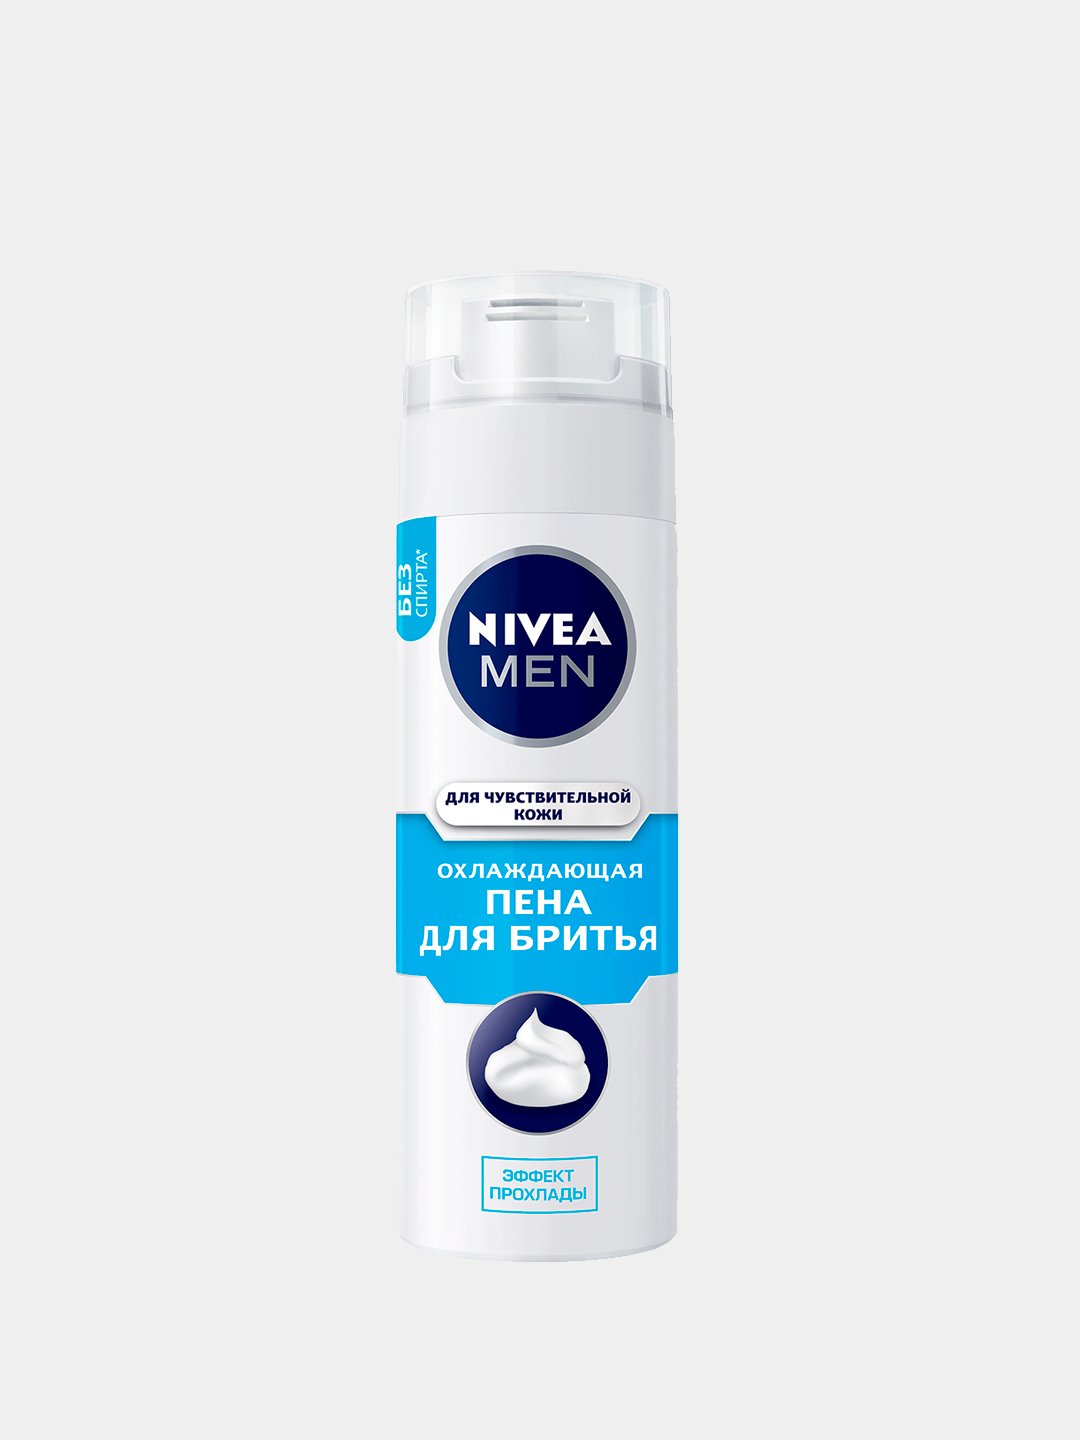 БЕЗ
СПИРТА*
NIVEA
MEN
ДЛЯ ЧУВСТВИТЕЛЬНОЙ
КОЖИ
ОХЛАЖДАЮЩАЯ
ПЕНА
ДЛЯ БРИТЬЯ
ЭФФЕКТ
ПРОХЛАДЫ